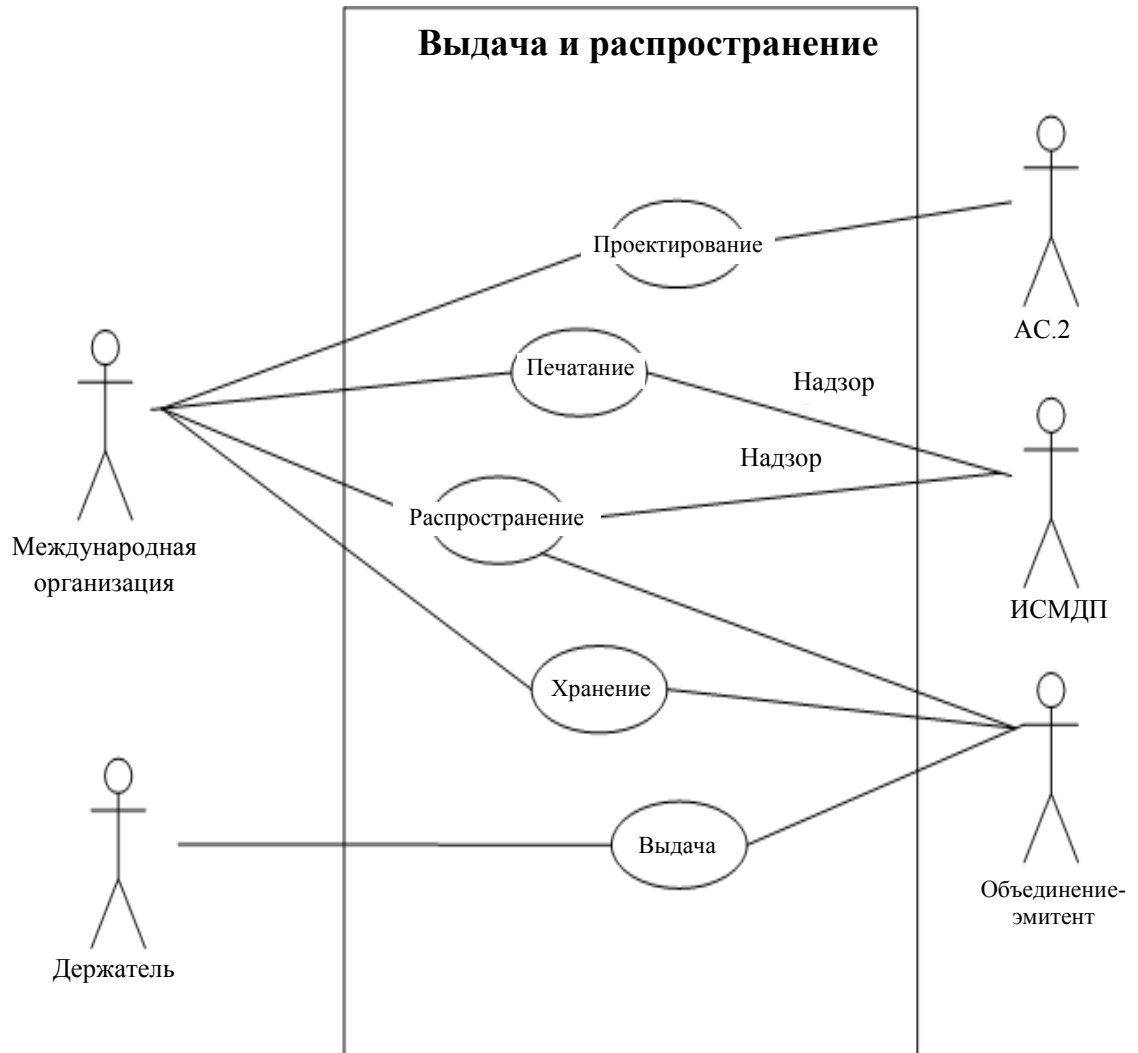 Выдача и распространение
Проектирование
АС.2
Печатание
Надзор
Надзор
Распространение
Международная
организация
ИСМДП
Хранение
Выдача
Объединение-
эмитент
Держатель